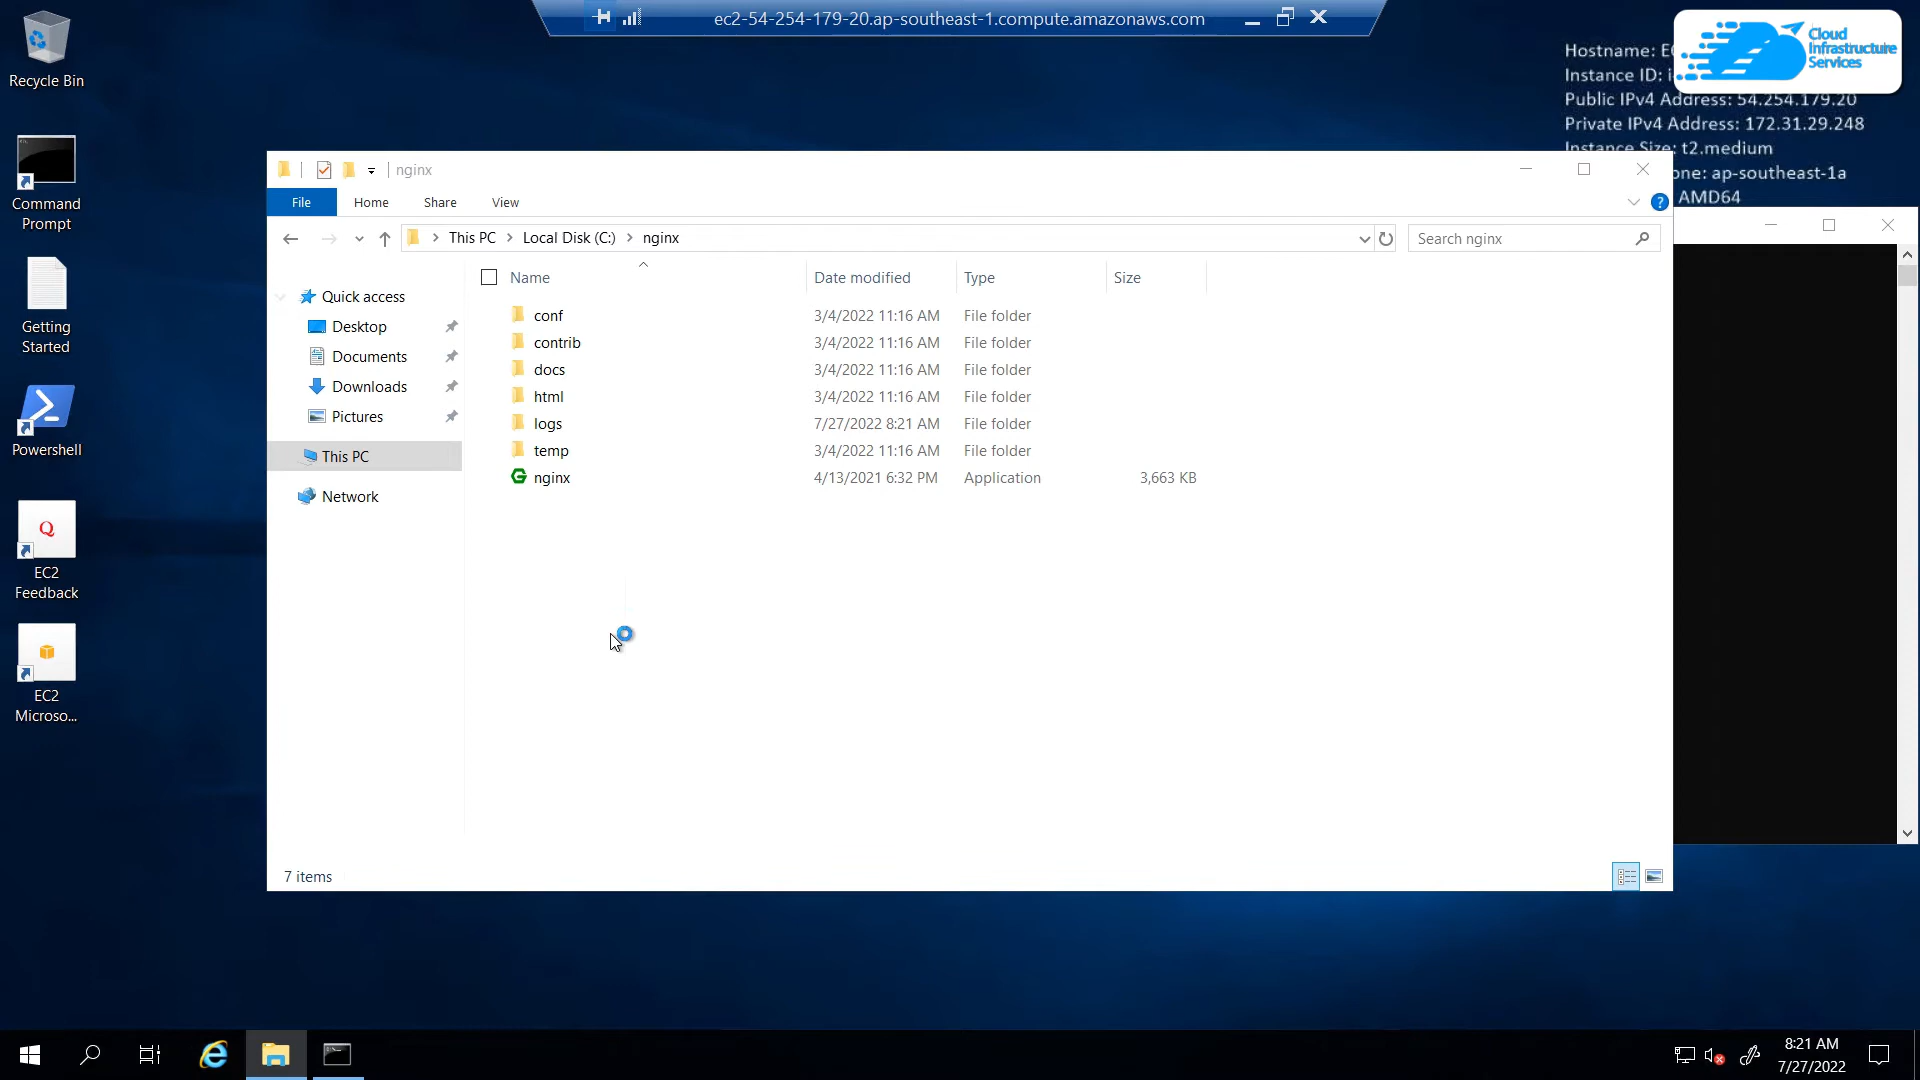 ec2-54-254-179-20.ap-southeast-1.compute.amazonaws.com
Cloud
Infrastructure
Services
Hostname: E
Instance ID: i-
Public IPv4 Address: 54.254.179.20
Private IPv4 Address: 172.31.29.248
Instance Size: t2.medium
one: ap-southeast-1a
AMD64
Recycle Bin
Command
Prompt
Getting
Started
Powershell
Q
EC2
Feedback
EC2
Microso...
nginx
File
Home
Share
View
?
This PC
Local Disk (C:)
nginx
Search nginx
Name
Date modified
Type
Size
Quick access
Desktop
Documents
Downloads
Pictures
This PC
Network
conf 3/4/2022 11:16 AM File folder
contrib 3/4/2022 11:16 AM File folder
docs 3/4/2022 11:16 AM File folder
html 3/4/2022 11:16 AM File folder
logs 7/27/2022 8:21 AM File folder
temp 3/4/2022 11:16 AM File folder
nginx 4/13/2021 6:32 PM Application 3,663 KB
7 items
8:21 AM
7/27/2022